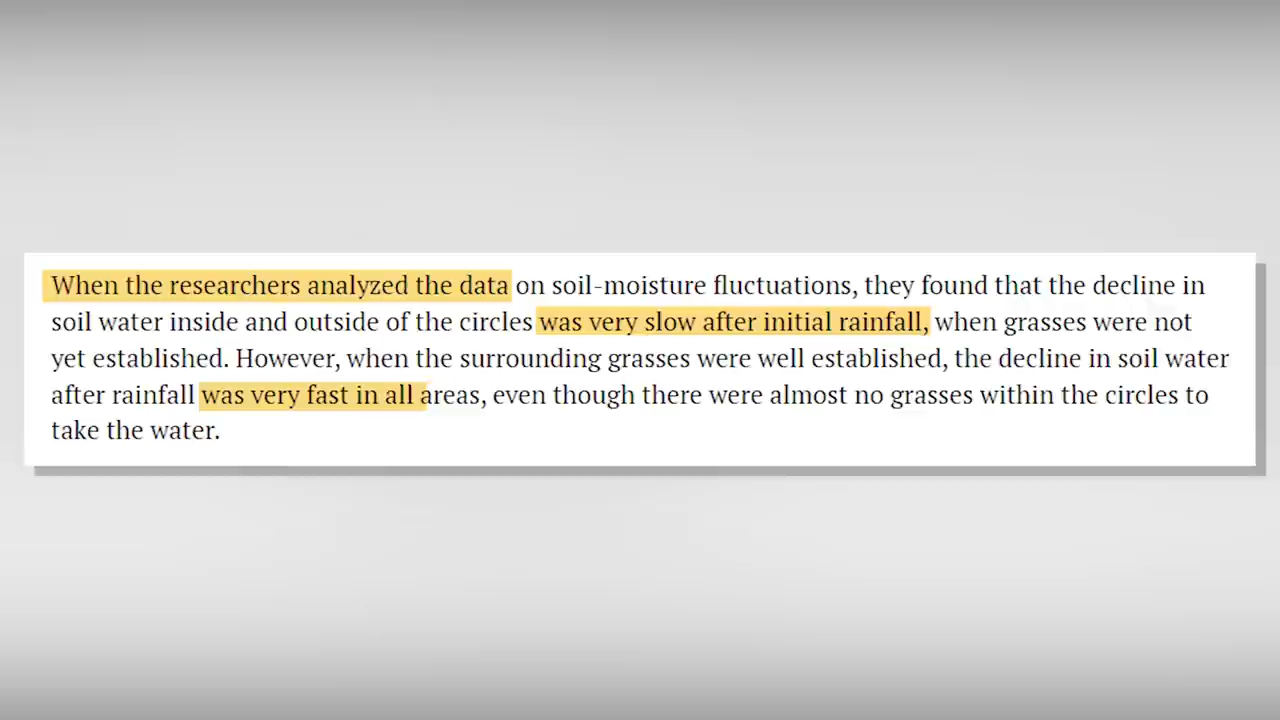 When the researchers analyzed the data on soil-moisture fluctuations, they found that the decline in
soil water inside and outside of the circles was very slow after initial rainfall, when grasses were not
yet established. However, when the surrounding grasses were well established, the decline in soil water
after rainfall was very fast in all areas, even though there were almost no grasses within the circles to
take the water.